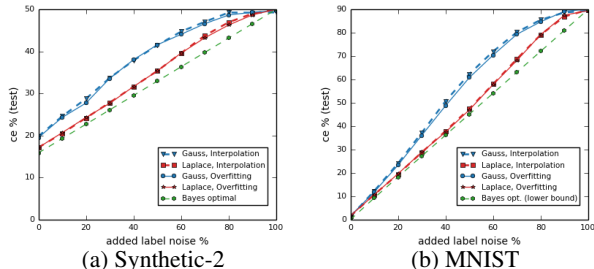 50
40
30
20
10
0
ce % (test)
Gauss, Interpolation
Laplace, Interpolation
Gauss, Overfitting
Laplace, Overfitting
Bayes optimal
0 20 40 60 80 100
added label noise %
(a) Synthetic-2
90
80
70
60
50
40
30
20
10
0
ce % (test)
Gauss, Interpolation
Laplace, Interpolation
Gauss, Overfitting
Laplace, Overfitting
Bayes opt. (lower bound)
0 20 40 60 80 100
added label noise %
(b) MNIST